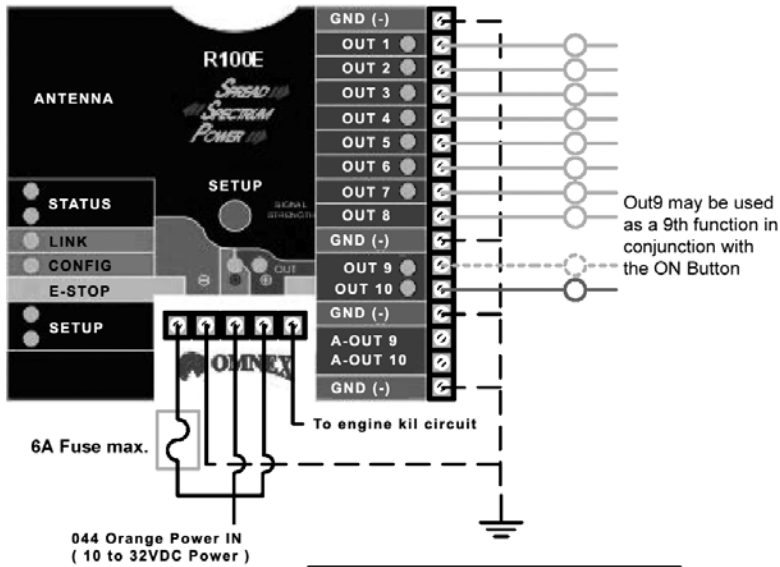 GND (-)
OUT 1
OUT 2
OUT 3
OUT 4
OUT 5
OUT 6
OUT 7
OUT 8
GND (-)
OUT 9
OUT 10
GND (-)
A-OUT 9
A-OUT 10
GND (-)
R100E
SPREAD
SPECTRUM
POWER
ANTENNA
SETUP
SIGNAL
STRENGTH
OUT
STATUS
LINK
CONFIG
E-STOP
SETUP
OMNEX
Out9 may be used
as a 9th function in
conjunction with
the ON Button
To engine kil circuit
6A Fuse max.
044 Orange Power IN
( 10 to 32VDC Power )